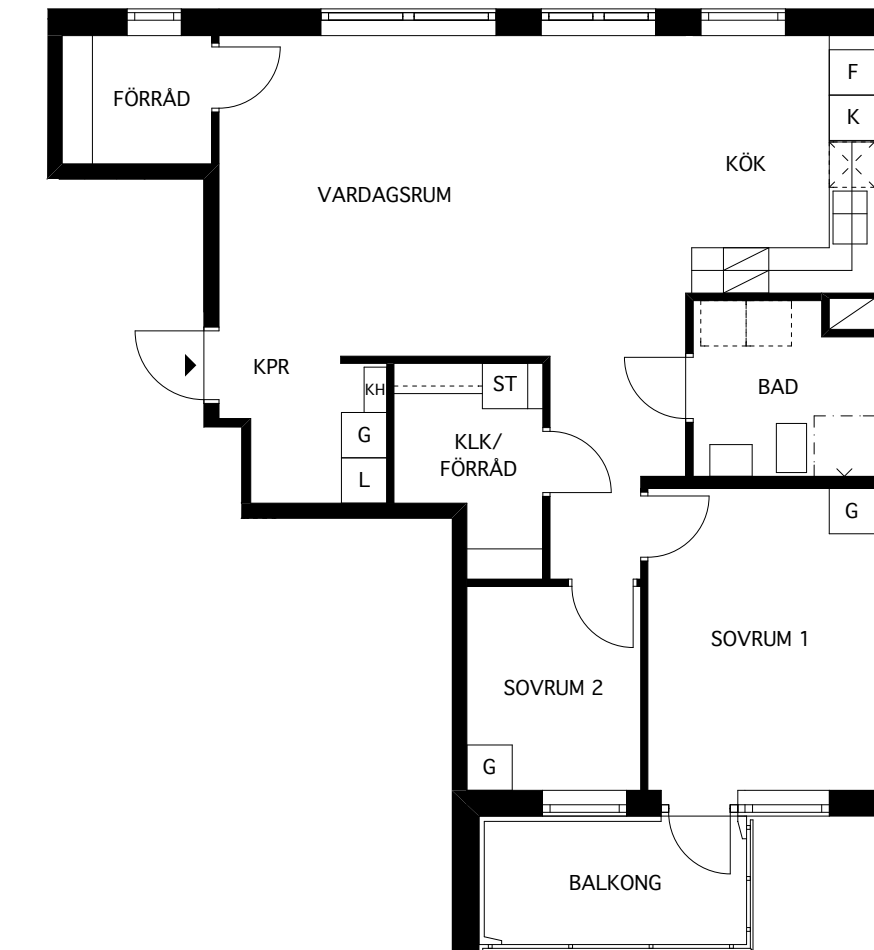 F
FÖRRÅD
K
KÖK
VARDAGSRUM
KPR
KH
ST
BAD
G
KLK/
FÖRRÅD
L
G
SOVRUM 1
SOVRUM 2
G
BALKONG